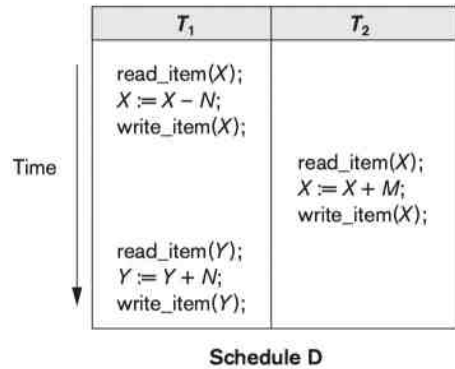 T₁ T₂
read_item(X);
X := X – N;
write_item(X);
Time
read_item(X);
X := X + M;
write_item(X);
read_item(Y);
Y := Y + N;
write_item(Y);
Schedule D